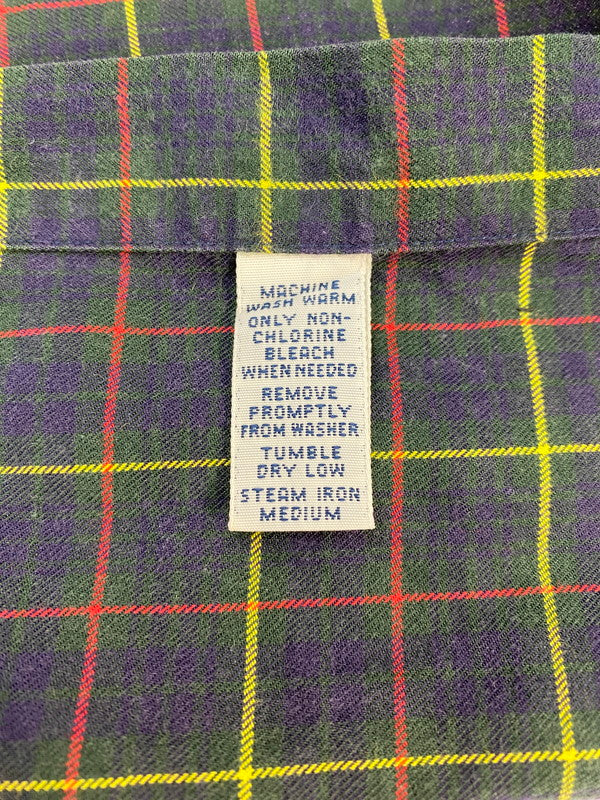 MACHINE
WASH WARM
ONLY NON-
CHLORINE
BLEACH
WHEN NEEDED
REMOVE
PROMPTLY
FROM WASHER
TUMBLE
DRY LOW
STEAM IRON
MEDIUM